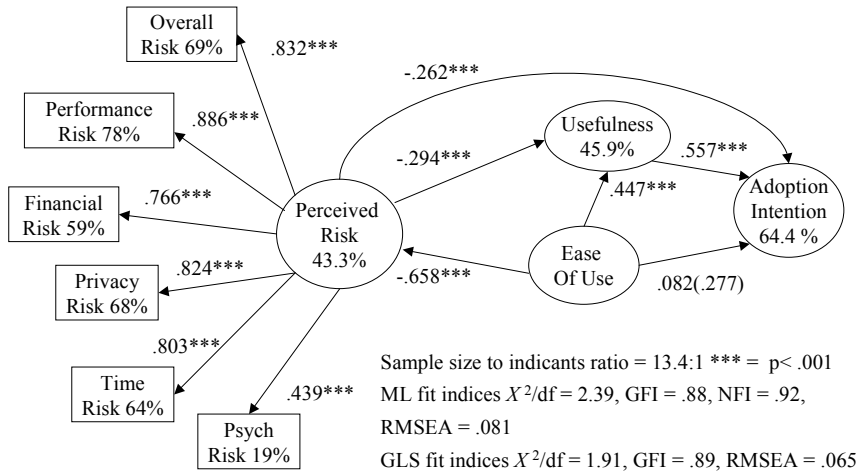 Overall
Risk 69%
.832***
-.262***
Performance
Risk 78%
.886***
Usefulness
45.9%
-.294***
.557***
Financial
Risk 59%
.766***
Perceived
Risk
43.3%
.447***
Adoption
Intention
64.4 %
Privacy
Risk 68%
.824***
-.658***
Ease
Of Use
.082(.277)
.803***
Time
Risk 64%
.439***
Psych
Risk 19%
Sample size to indicants ratio = 13.4:1 *** = p< .001
ML fit indices X²/df = 2.39, GFI = .88, NFI = .92,
RMSEA = .081
GLS fit indices X²/df = 1.91, GFI = .89, RMSEA = .065